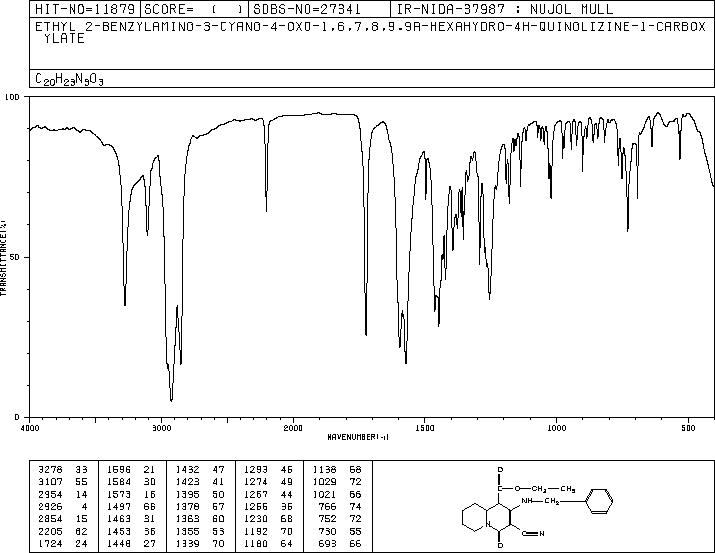 HIT-NO=11879 SCORE= ( ) SDBS-NO=27341 IR-NIDA-37987 : NUJOL MULL
ETHYL 2-BENZYLAMINO-3-CYANO-4-OXO-1,6,7,8,9,9A-HEXAHYDRO-4H-QUINOLIZINE-1-CARBOX
YLATE
C20H23N3O3
100
50
0
TRANSMITTANCE(%)
4000 3000 2000 1500 1000 500
WAVENUMBER(-1)
3278 33 1596 21 1432 47 1293 46 1138 68
3107 55 1584 30 1423 41 1274 49 1029 72
2954 14 1573 16 1395 50 1267 44 1021 66
2926 4 1497 66 1378 57 1257 36 766 74
2854 15 1463 31 1363 60 1230 68 752 72
2205 62 1453 36 1355 53 1192 70 730 55
1724 24 1448 27 1339 70 1180 64 693 66
O
C O CH2 CH3
NH CH2
N
C N
O